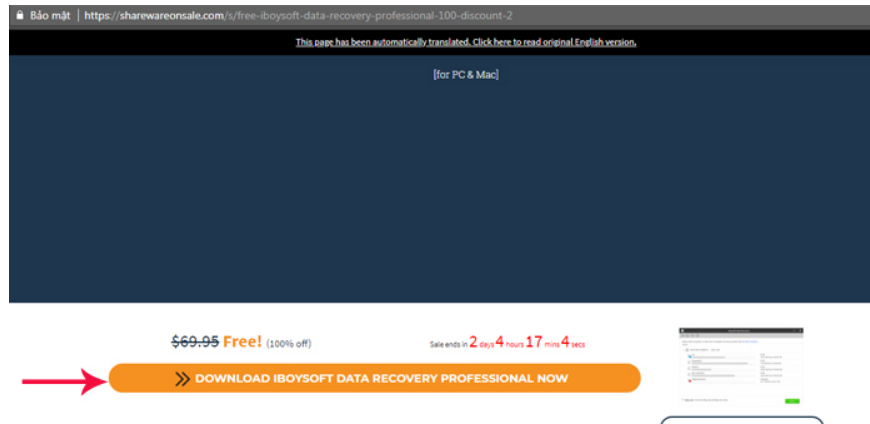 Bảo mật | https://sharewareonsale.com/s/free-iboysoft-data-recovery-professional-100-discount-2
This page has been automatically translated. Click here to read original English version.
[for PC & Mac]
$69.95 Free! (100% off)
Sale ends in 2 days 4 hours 17 mins 4 secs
DOWNLOAD IBOYSOFT DATA RECOVERY PROFESSIONAL NOW